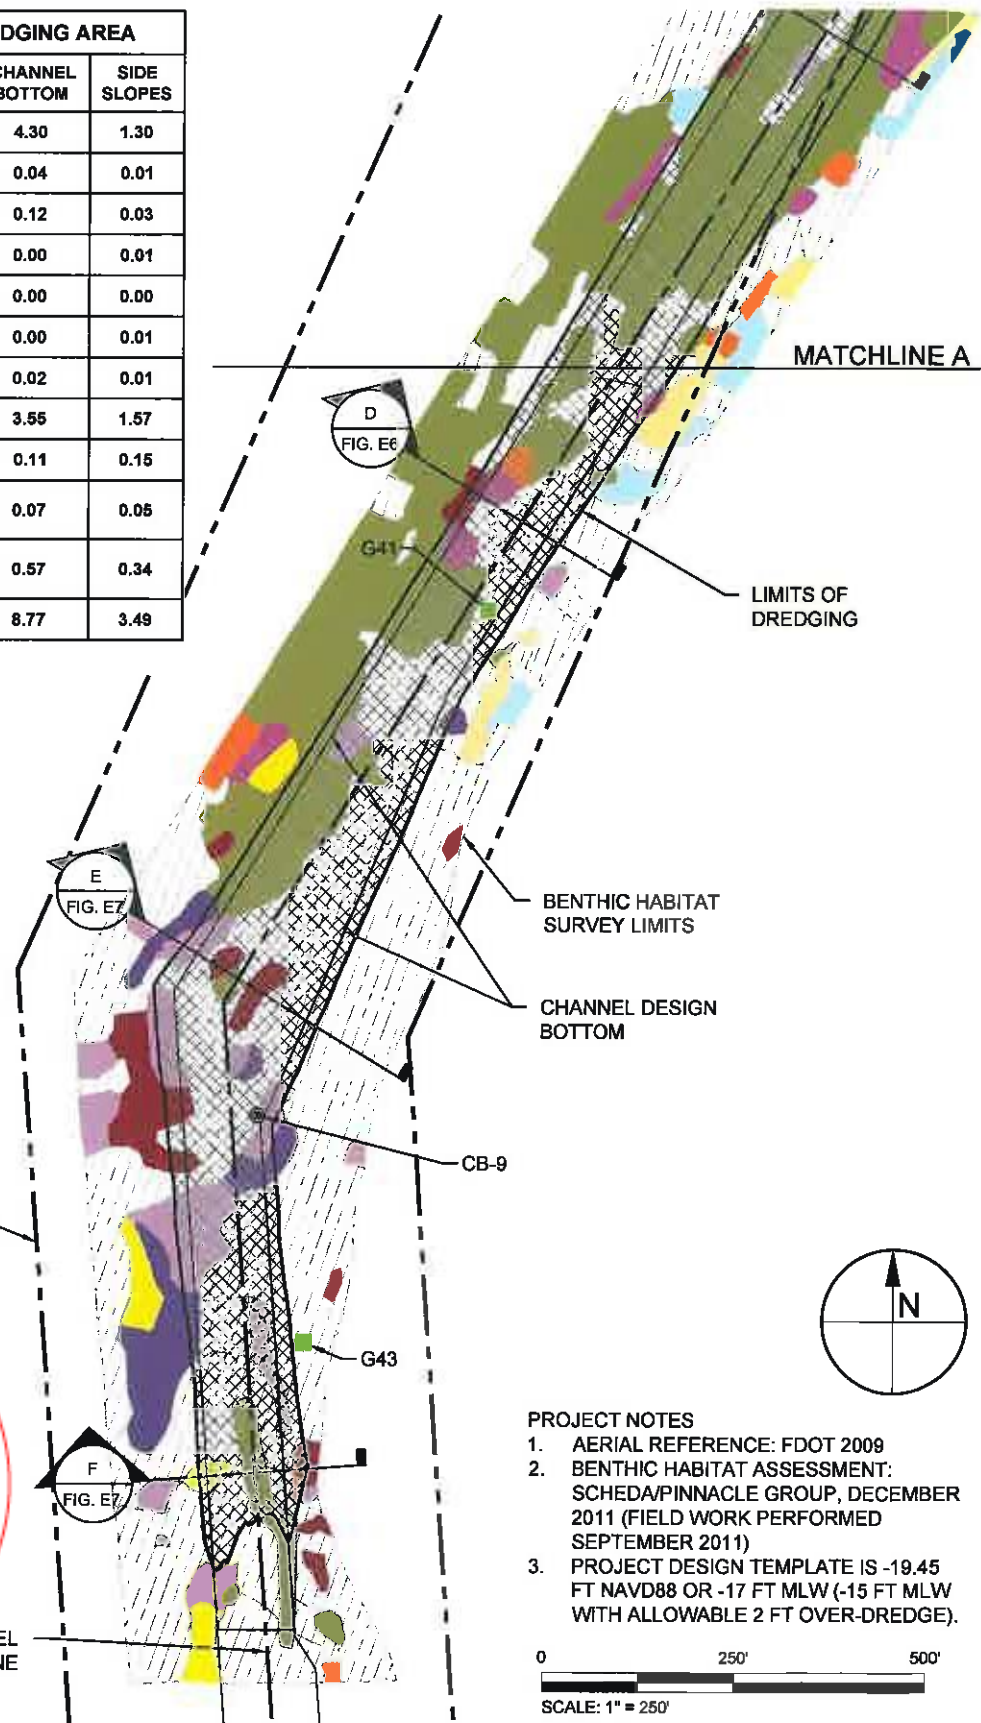 DGING AREA
CHANNEL BOTTOM SIDE SLOPES
4.30 1.30
0.04 0.01
0.12 0.03
0.00 0.01
0.00 0.00
0.00 0.01
0.02 0.01
3.55 1.57
0.11 0.15
0.07 0.05
0.57 0.34
8.77 3.49
MATCHLINE A
D
FIG. E6
G41
LIMITS OF
DREDGING
E
FIG. E7
BENTHIC HABITAT
SURVEY LIMITS
CHANNEL DESIGN
BOTTOM
CB-9
N
G43
F
FIG. E7
EL
NE
PROJECT NOTES
1. AERIAL REFERENCE: FDOT 2009
2. BENTHIC HABITAT ASSESSMENT:
SCHEDA/PINNACLE GROUP, DECEMBER
2011 (FIELD WORK PERFORMED
SEPTEMBER 2011)
3. PROJECT DESIGN TEMPLATE IS -19.45
FT NAVD88 OR -17 FT MLW (-15 FT MLW
WITH ALLOWABLE 2 FT OVER-DREDGE).
0 250' 500'
SCALE: 1" = 250'